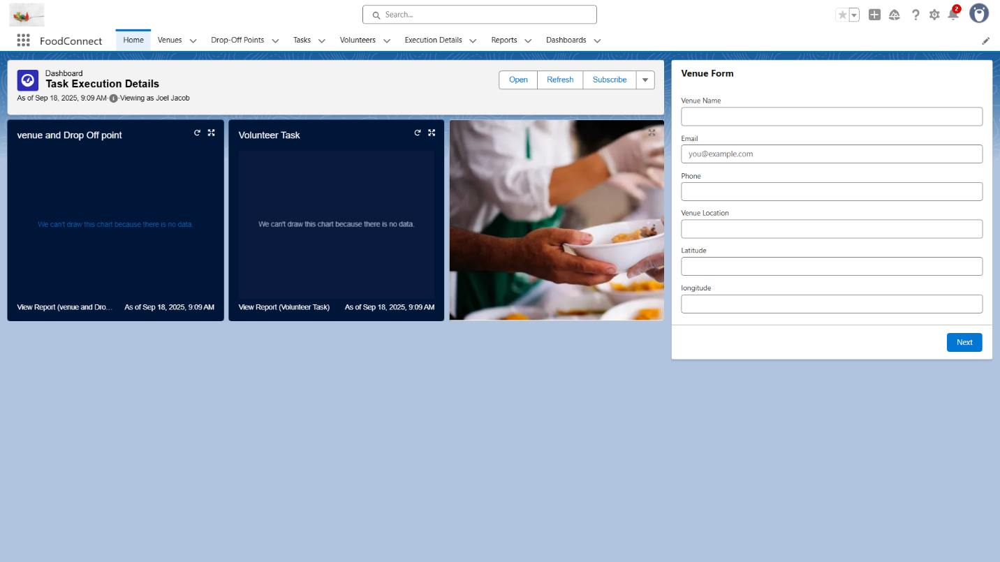 Search...
2
FoodConnect
Home
Venues
Drop-Off Points
Tasks
Volunteers
Execution Details
Reports
Dashboards
Dashboard
Task Execution Details
As of Sep 18, 2025, 9:09 AM·Viewing as Joel Jacob
Open
Refresh
Subscribe
venue and Drop Off point
We can't draw this chart because there is no data.
View Report (venue and Dro...
As of Sep 18, 2025, 9:09 AM
Volunteer Task
We can't draw this chart because there is no data.
View Report (Volunteer Task)
As of Sep 18, 2025, 9:09 AM
Venue Form
Venue Name
Email
you@example.com
Phone
Venue Location
Latitude
longitude
Next